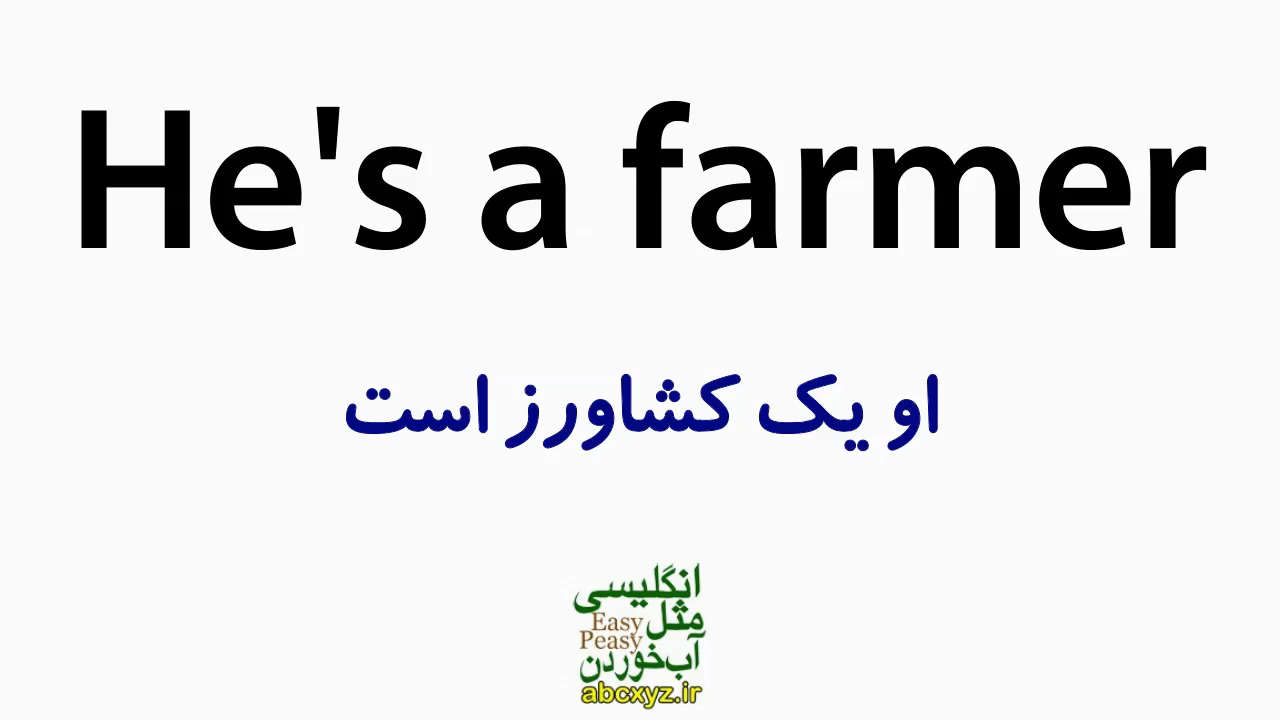 He's a farmer
او یک کشاورز است
انگلیسی
مثل
Easy
Peasy
آب خوردن
abcxyz.ir